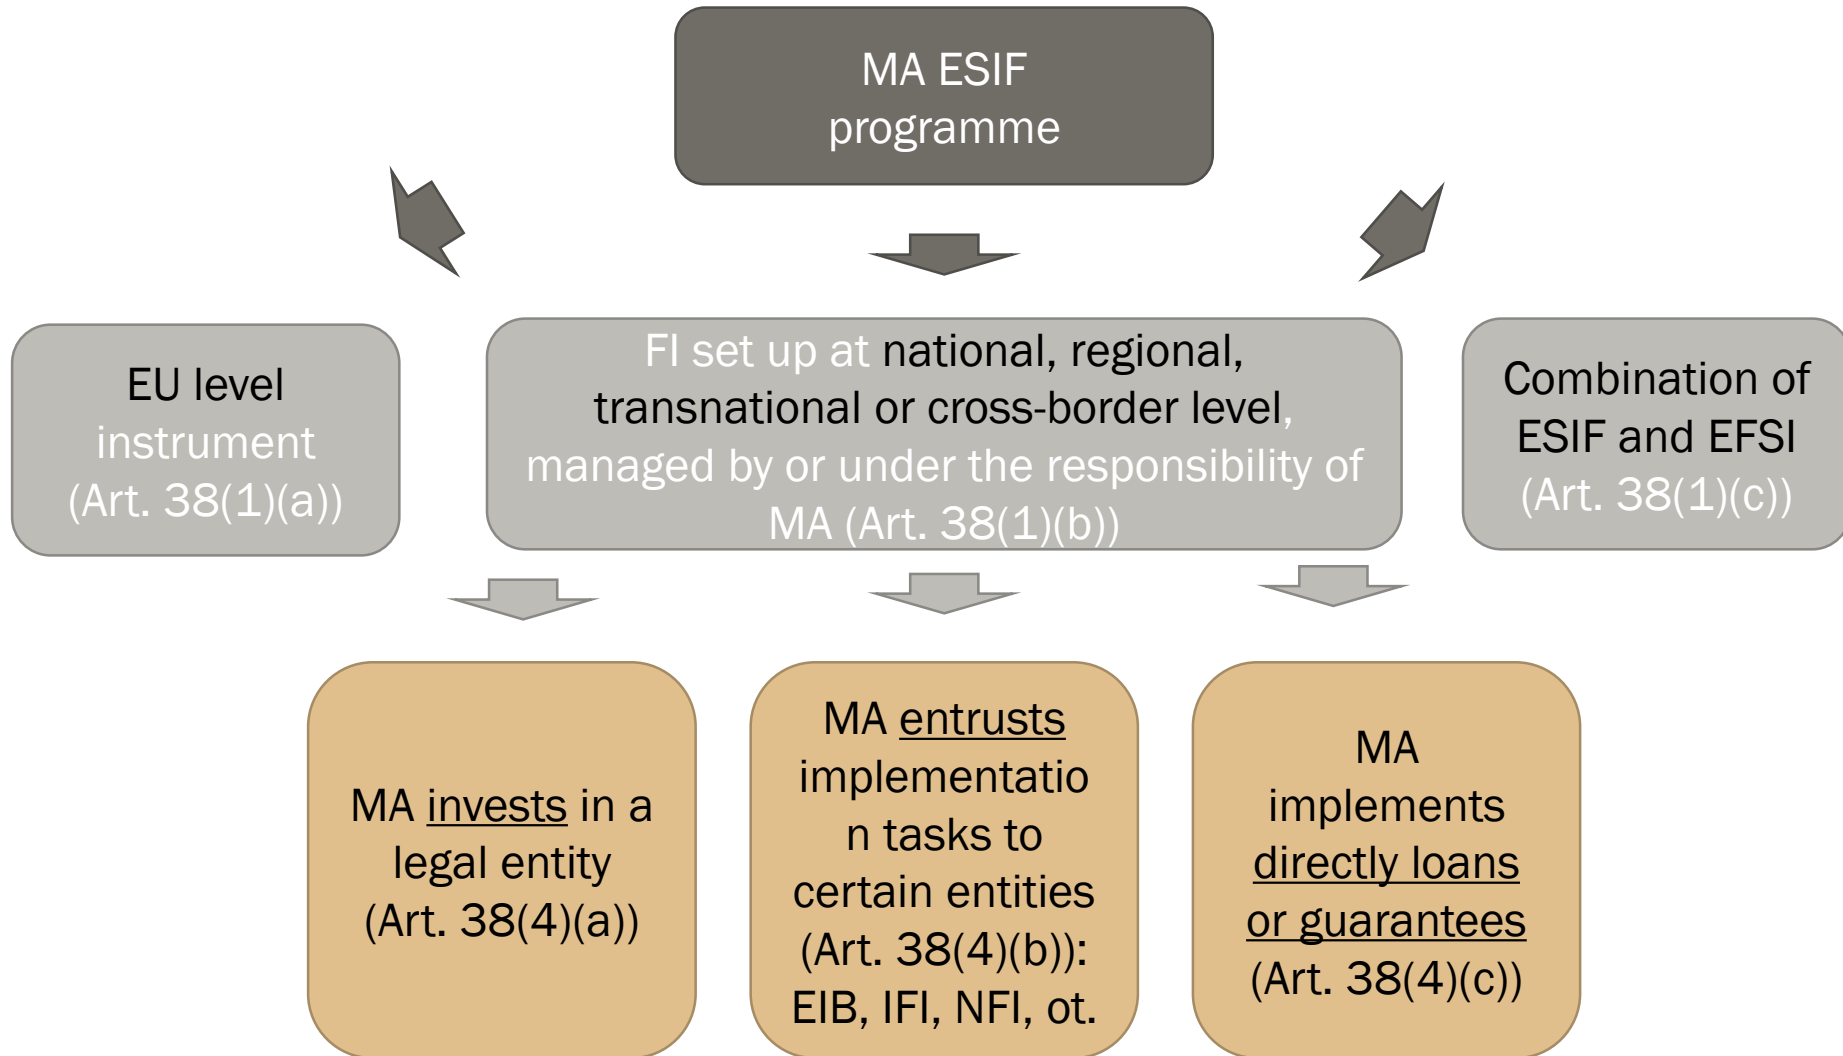 MA ESIF
programme
EU level
instrument
(Art. 38(1)(a))
FI set up at national, regional,
transnational or cross-border level,
managed by or under the responsibility of
MA (Art. 38(1)(b))
Combination of
ESIF and EFSI
(Art. 38(1)(c))
MA invests in a
legal entity
(Art. 38(4)(a))
MA entrusts
implementatio
n tasks to
certain entities
(Art. 38(4)(b)):
EIB, IFI, NFI, ot.
MA
implements
directly loans
or guarantees
(Art. 38(4)(c))